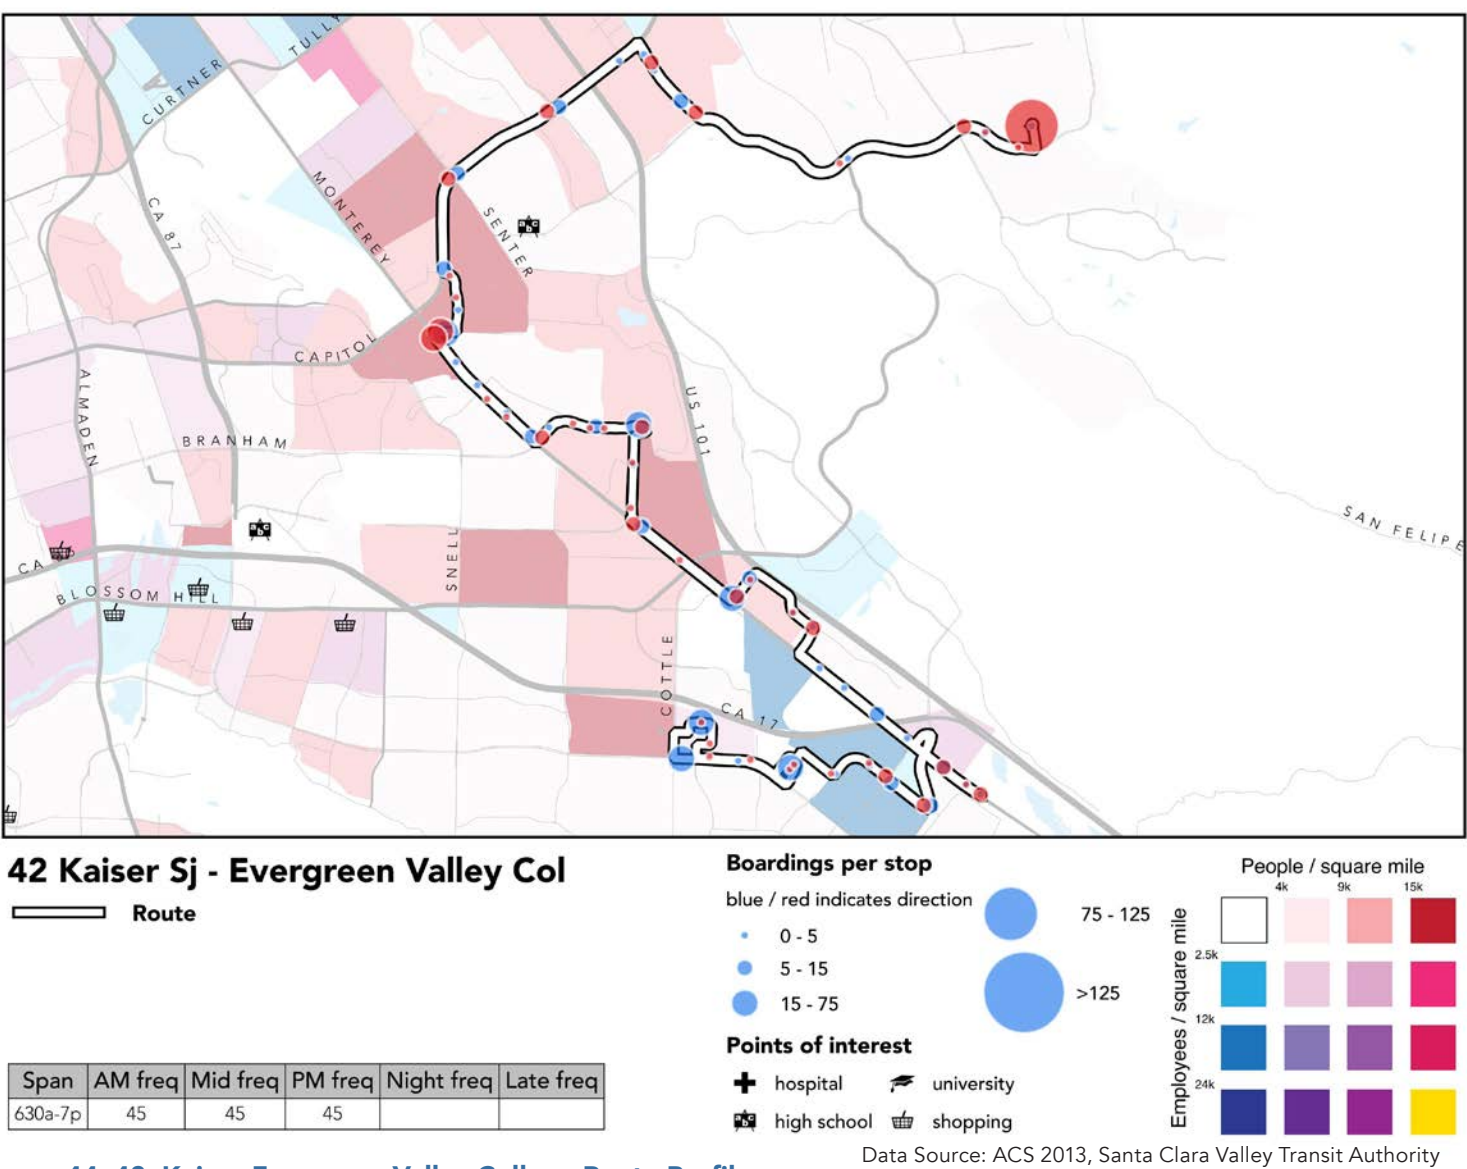 TULLY
CURTNER
MONTEREY
CA 87
SENTER
CAPITOL
ALMADEN
BRANHAM
US 101
SAN FELIPE
SNELL
CA
BLOSSOM HILL
COTTLE
CA 17
42 Kaiser Sj - Evergreen Valley Col
Route
Span AM freq Mid freq PM freq Night freq Late freq
630a-7p 45 45 45
Boardings per stop
blue / red indicates direction
0 - 5
5 - 15
15 - 75
75 - 125
>125
Points of interest
hospital
university
high school
shopping
People / square mile
4k 9k 15k
Employees / square mile
2.5k
12k
24k
Data Source: ACS 2013, Santa Clara Valley Transit Authority